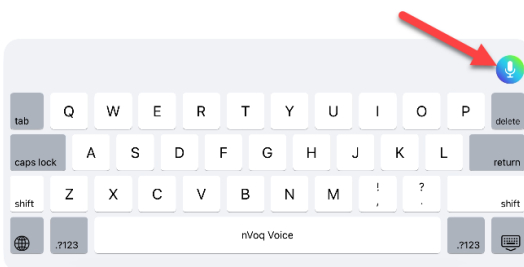 tab Q W E R T Y U I O P delete
caps lock A S D F G H J K L return
shift Z X C V B N M ! , ? . shift
.?123 nVoq Voice .?123